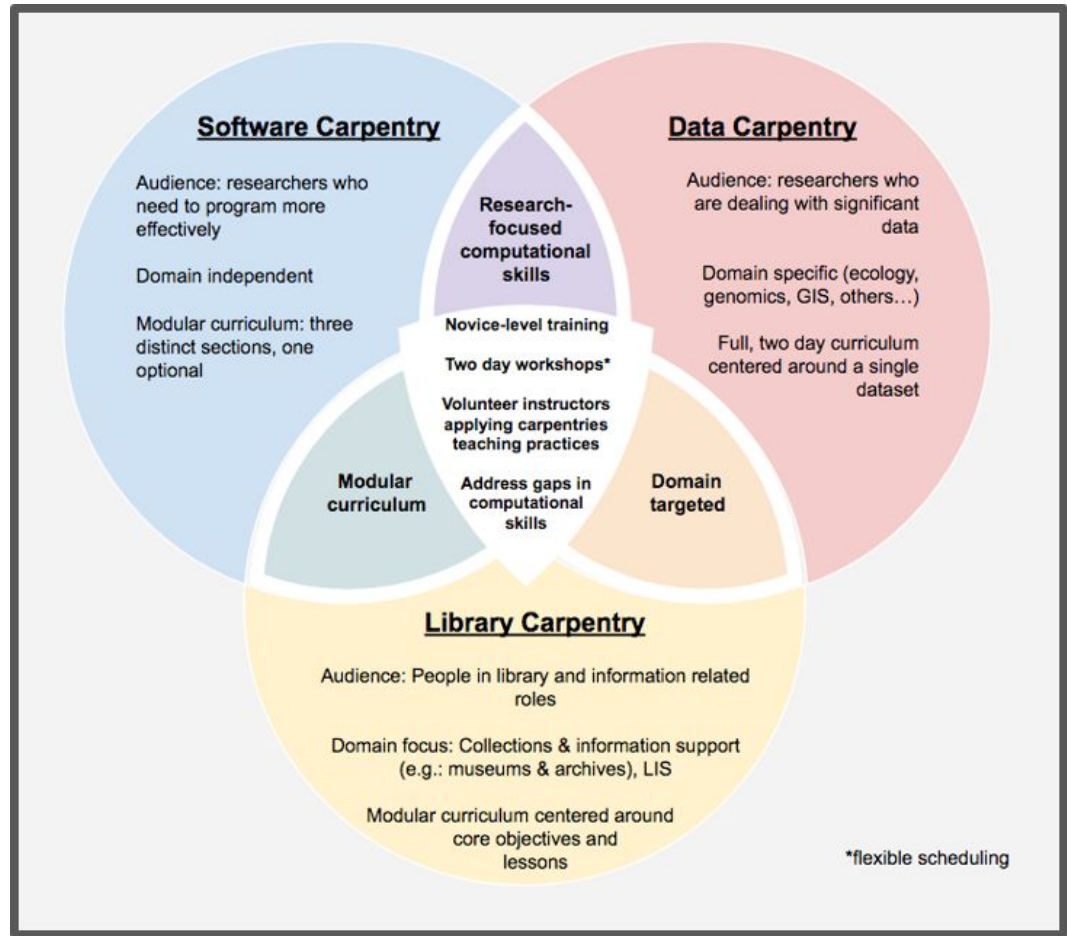 Software Carpentry
Audience: researchers who
need to program more
effectively
Domain independent
Modular curriculum: three
distinct sections, one
optional
Data Carpentry
Audience: researchers who
are dealing with significant
data
Domain specific (ecology,
genomics, GIS, others…)
Full, two day curriculum
centered around a single
dataset
Research-
focused
computational
skills
Novice-level training
Two day workshops*
Volunteer instructors
applying carpentries
teaching practices
Address gaps in
computational
skills
Modular
curriculum
Domain
targeted
Library Carpentry
Audience: People in library and information related
roles
Domain focus: Collections & information support
(e.g.: museums & archives), LIS
Modular curriculum centered around
core objectives and
lessons
*flexible scheduling